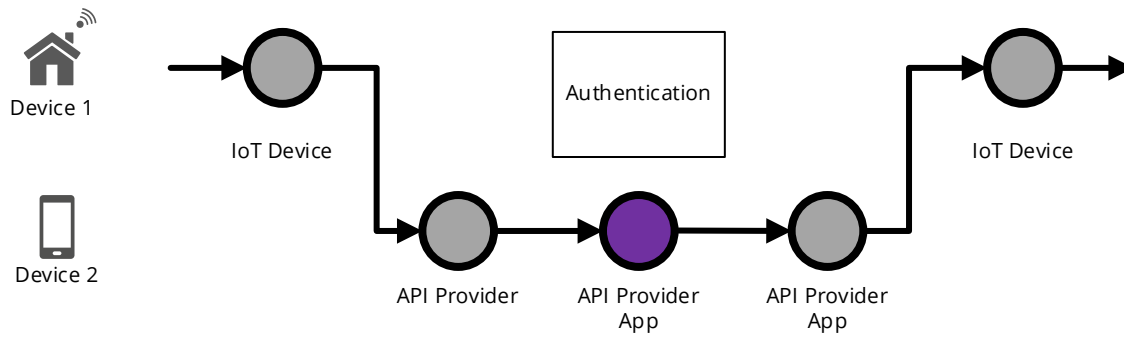 Device 1
IoT Device
Authentication
IoT Device
Device 2
API Provider
API Provider
App
API Provider
App